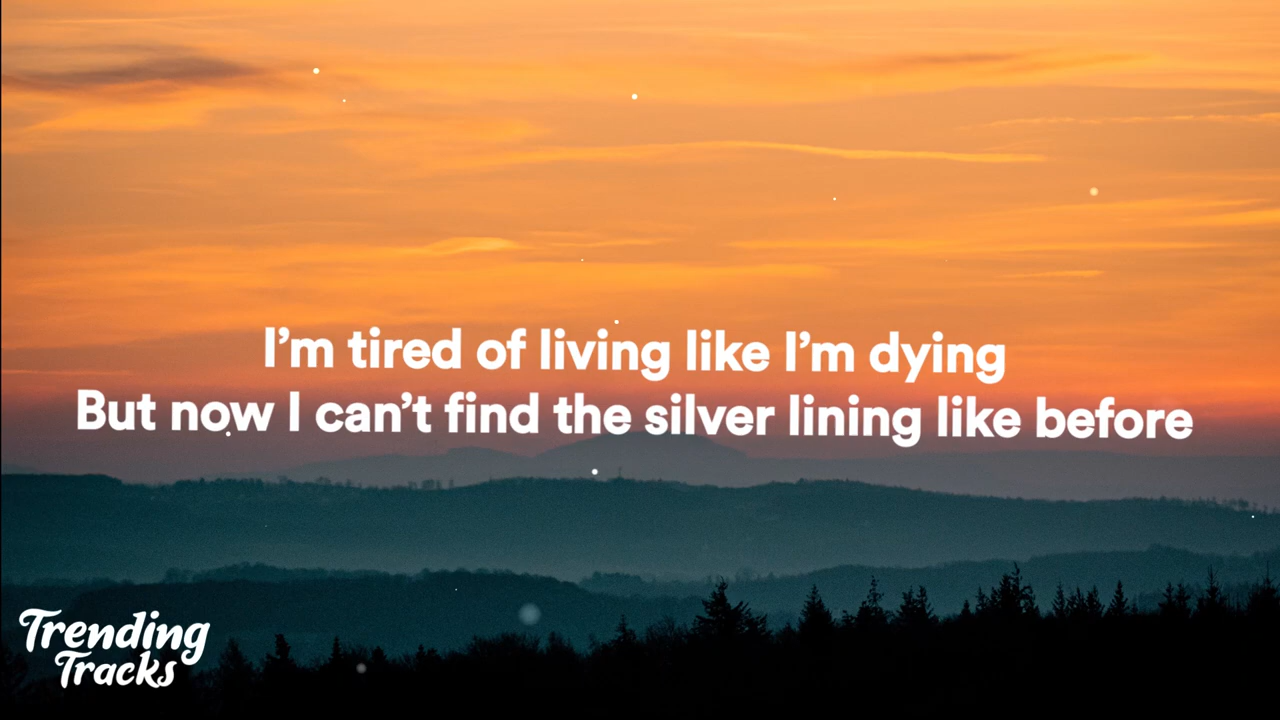 I’m tired of living like I’m dying
But now I can’t find the silver lining like before
Trending
Tracks